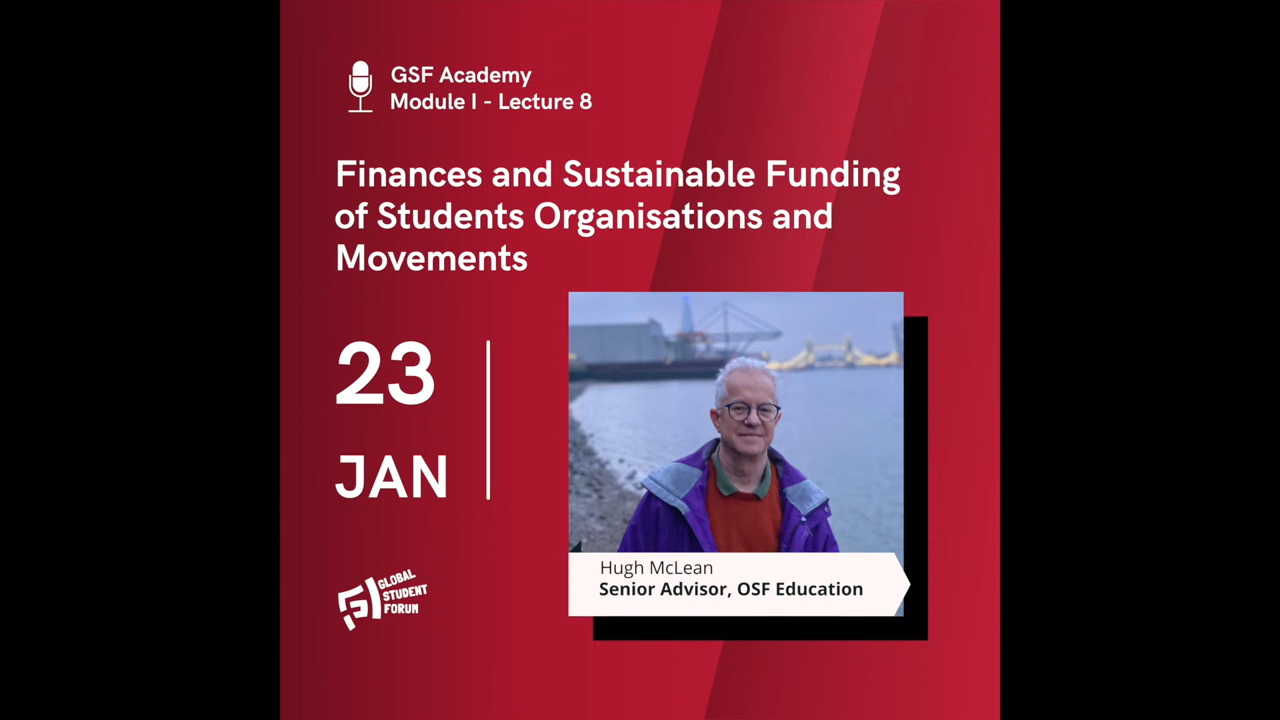 GSF Academy
Module I - Lecture 8
Finances and Sustainable Funding
of Students Organisations and
Movements
23
JAN
Hugh McLean
Senior Advisor, OSF Education
GLOBAL
STUDENT
FORUM